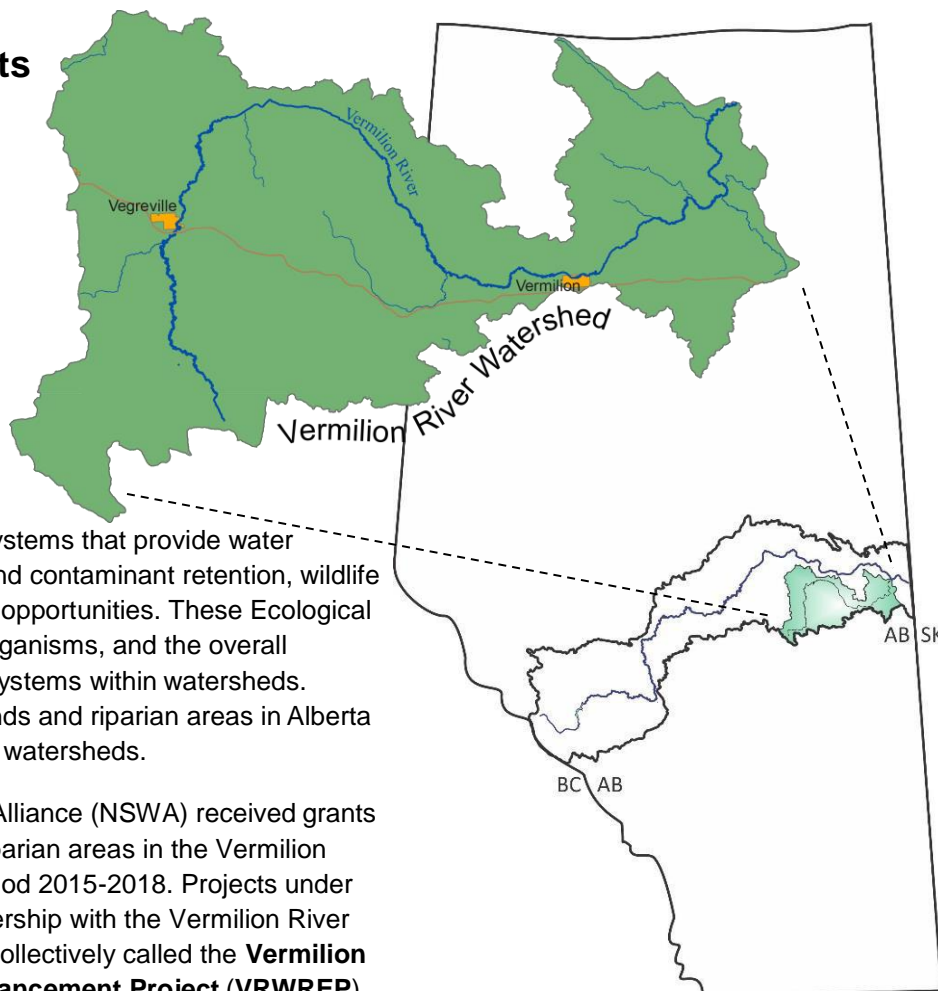 ts
Vermilion River
Vegreville
Vermilion
Vermilion River Watershed
ystems that provide water
nd contaminant retention, wildlife
opportunities. These Ecological
ganisms, and the overall
ystems within watersheds.
nds and riparian areas in Alberta
watersheds.
AB SK
BC AB
Alliance (NSWA) received grants
parian areas in the Vermilion
od 2015-2018. Projects under
ership with the Vermilion River
ollectively called the Vermilion
ancement Project (VRWREP)